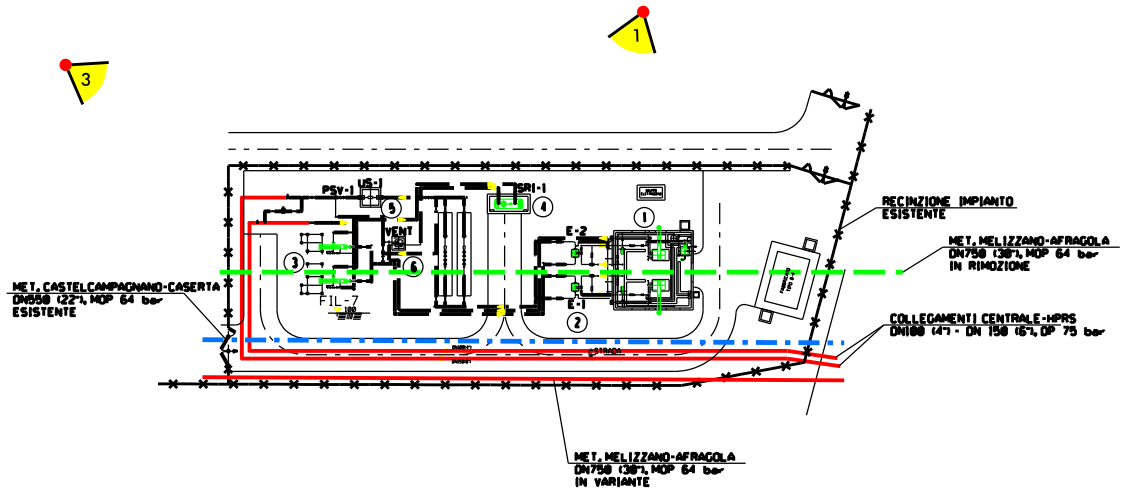 1
3
PSV-1
US-1
SRI-1
5
4
1
VENT
E-2
3
6
FIL-7
100
E-1
2
STRADA
RECINZIONE IMPIANTO
ESISTENTE
MET. MELIZZANO-AFRAGOLA
DN750 (30"), MOP 64 bar
IN RIMOZIONE
MET. CASTELCAMPAGNANO-CASERTA
DN550 (22"), MOP 64 bar
ESISTENTE
COLLEGAMENTI CENTRALE-HPRS
DN100 (4") - DN 150 (6"), DP 75 bar
MET. MELIZZANO-AFRAGOLA
DN750 (30"), MOP 64 bar
IN VARIANTE